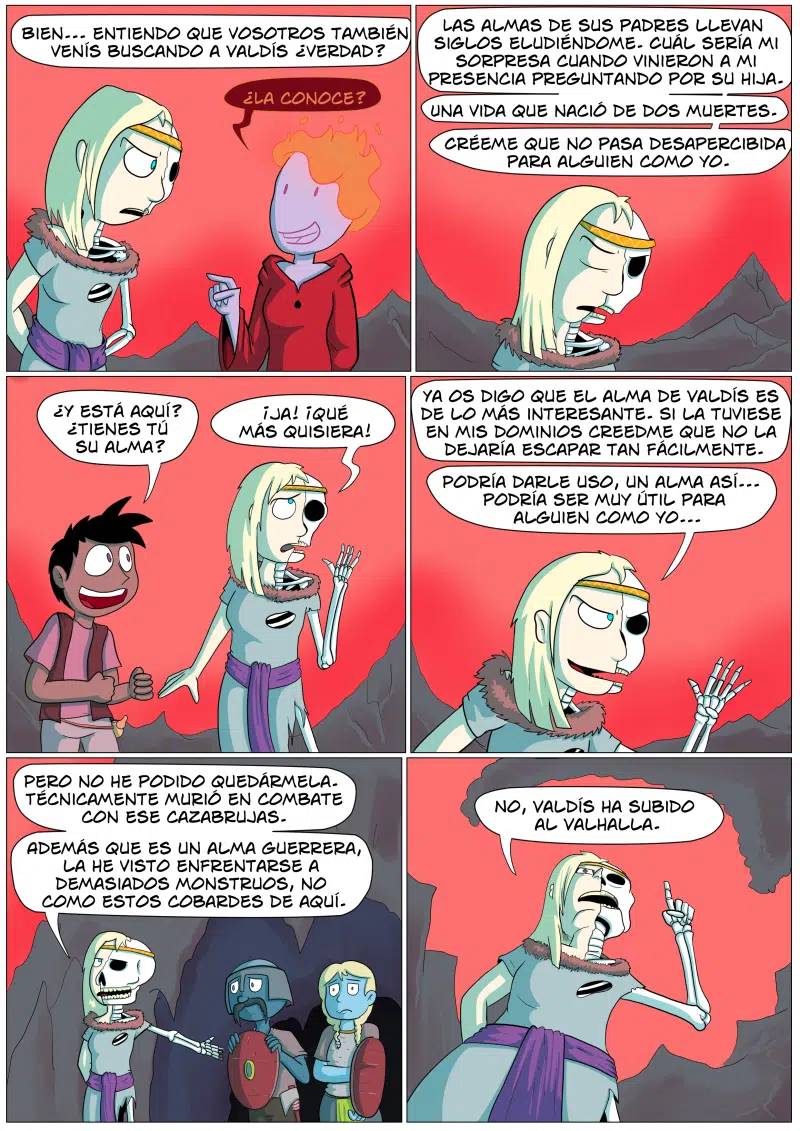 BIEN... ENTIENDO QUE VOSOTROS TAMBIÉN
VENÍS BUSCANDO A VALDÍS ¿VERDAD?
¿LA CONOCE?
LAS ALMAS DE SUS PADRES LLEVAN
SIGLOS ELUDIÉNDOME. CUÁL SERÍA MI
SORPRESA CUANDO VINIERON A MI
PRESENCIA PREGUNTANDO POR SU HIJA.
UNA VIDA QUE NACIÓ DE DOS MUERTES.
CRÉEME QUE NO PASA DESAPERCIBIDA
PARA ALGUIEN COMO YO.
¿Y ESTÁ AQUÍ?
¿TIENES TÚ
SU ALMA?
¡JA! ¡QUÉ
MÁS QUISIERA!
YA OS DIGO QUE EL ALMA DE VALDÍS ES
DE LO MÁS INTERESANTE. SI LA TUVIESE
EN MIS DOMINIOS CREEDME QUE NO LA
DEJARÍA ESCAPAR TAN FÁCILMENTE.
PODRÍA DARLE USO, UN ALMA ASÍ...
PODRÍA SER MUY ÚTIL PARA
ALGUIEN COMO YO...
PERO NO HE PODIDO QUEDÁRMELA.
TÉCNICAMENTE MURIÓ EN COMBATE
CON ESE CAZABRUJAS.
ADEMÁS QUE ES UN ALMA GUERRERA,
LA HE VISTO ENFRENTARSE A
DEMASIADOS MONSTRUOS, NO
COMO ESTOS COBARDES DE AQUÍ.
NO, VALDÍS HA SUBIDO
AL VALHALLA.